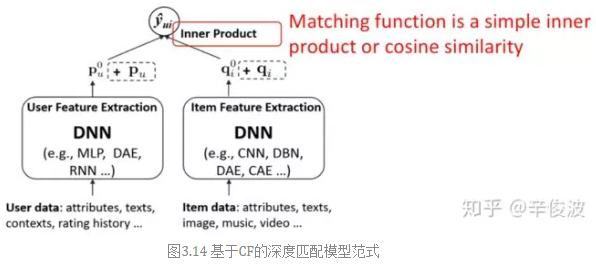 ŷui
Inner Product
Matching function is a simple inner
product or cosine similarity
p⁰u + pu
q⁰i + qi
User Feature Extraction
DNN
(e.g., MLP, DAE,
RNN ...)
Item Feature Extraction
DNN
(e.g., CNN, DBN,
DAE, CAE ...)
User data: attributes, texts,
contexts, rating history ...
Item data: attributes, texts,
image, music, video ...
知乎 @辛俊波
图3.14 基于CF的深度匹配模型范式